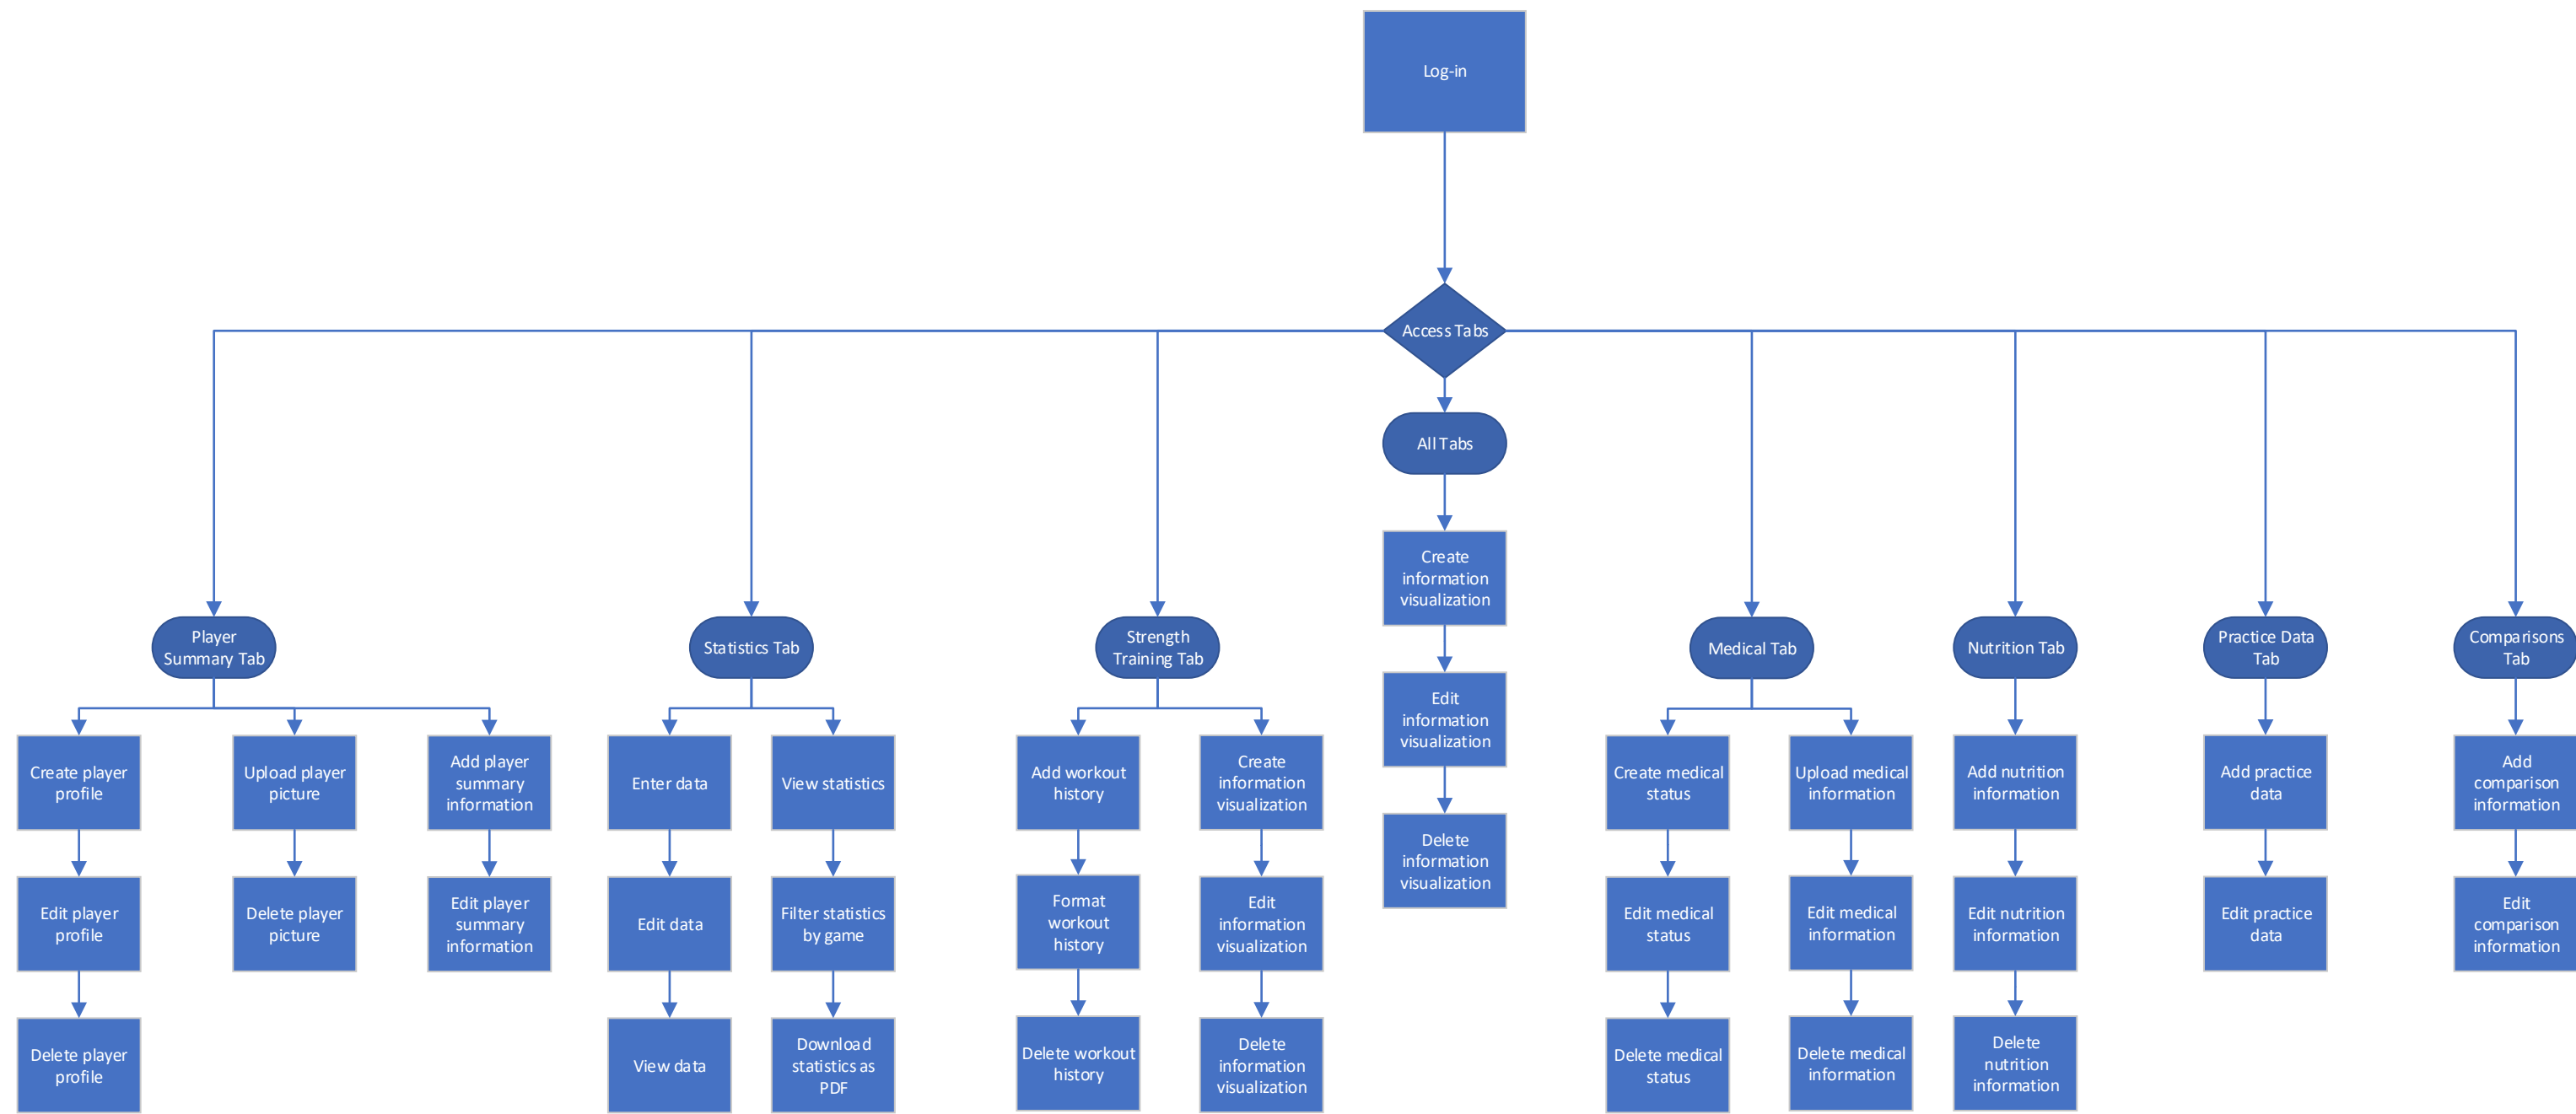 Log-in
Access Tabs
All Tabs
Create
information
visualization
Edit
information
visualization
Delete
information
visualization
Player
Summary Tab
Create player
profile
Edit player
profile
Delete player
profile
Upload player
picture
Delete player
picture
Add player
summary
information
Edit player
summary
information
Statistics Tab
Enter data
Edit data
View data
View statistics
Filter statistics
by game
Download
statistics as
PDF
Strength
Training Tab
Add workout
history
Format
workout
history
Delete workout
history
Create
information
visualization
Edit
information
visualization
Delete
information
visualization
Medical Tab
Create medical
status
Edit medical
status
Delete medical
status
Upload medical
information
Edit medical
information
Delete medical
information
Nutrition Tab
Add nutrition
information
Edit nutrition
information
Delete
nutrition
information
Practice Data
Tab
Add practice
data
Edit practice
data
Comparisons
Tab
Add
comparison
information
Edit
comparison
information